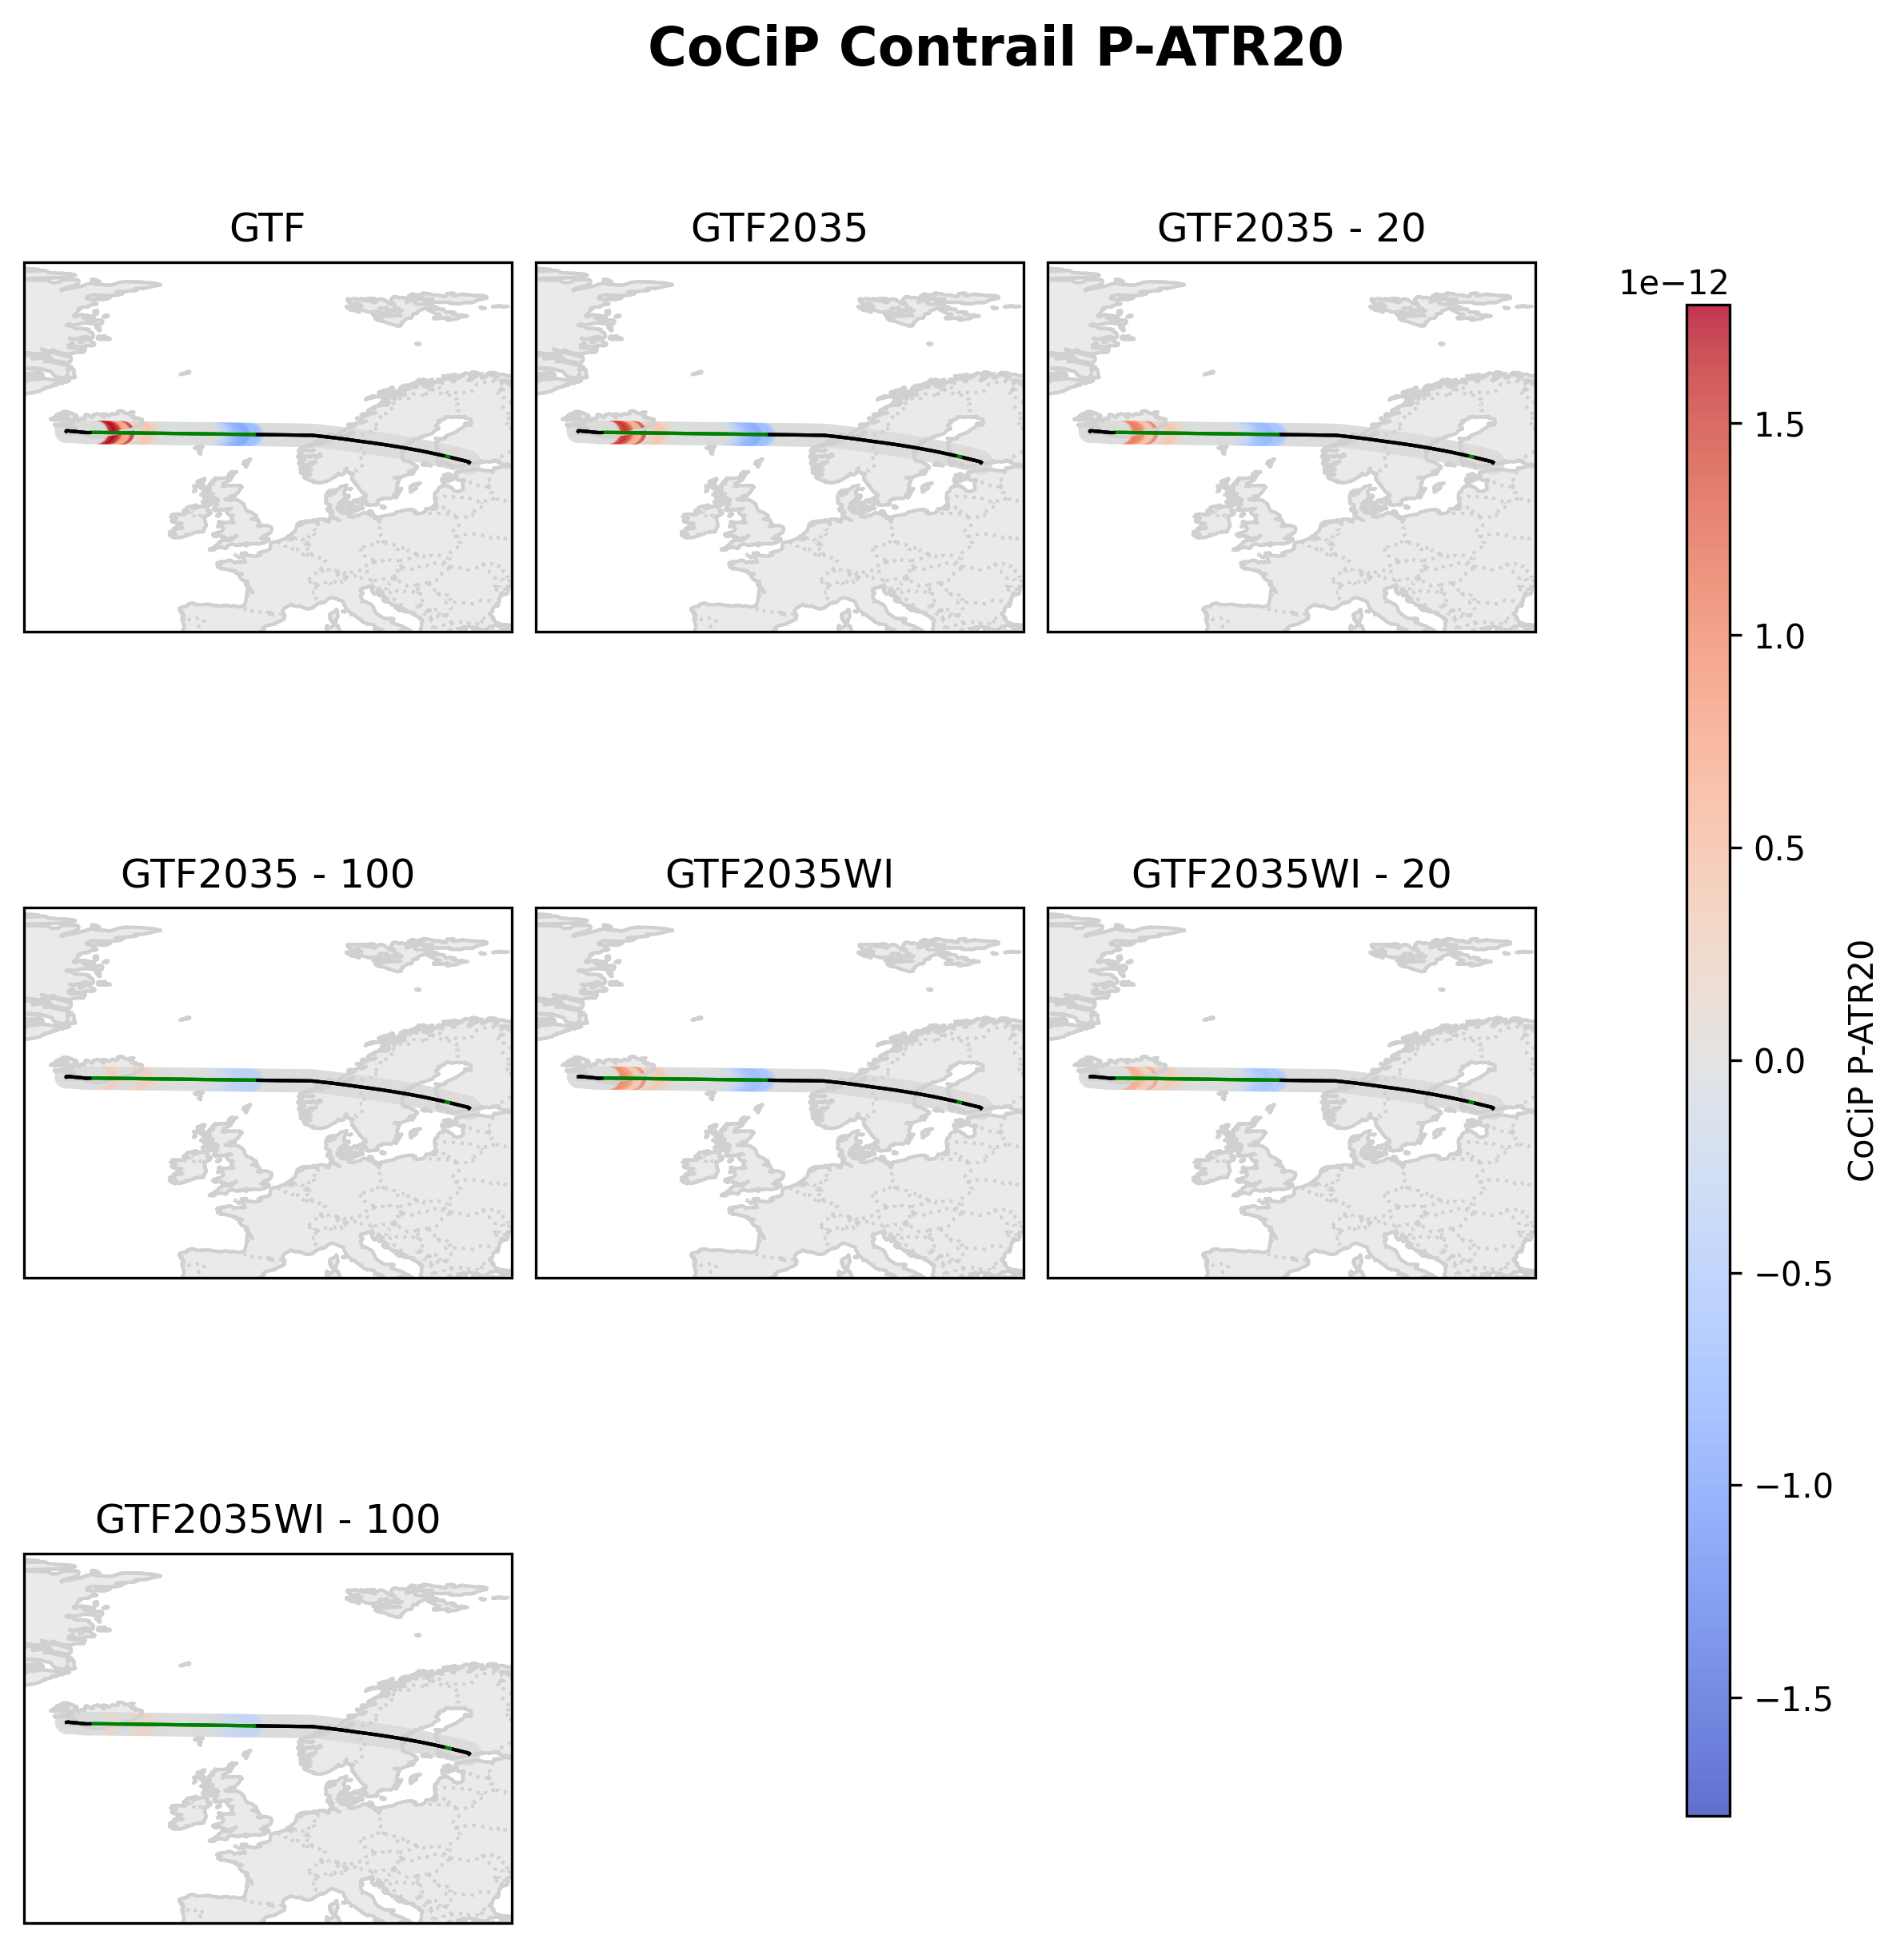 CoCiP Contrail P-ATR20
GTF
GTF2035
GTF2035 - 20
GTF2035 - 100
GTF2035WI
GTF2035WI - 20
GTF2035WI - 100
1e−12
1.5
1.0
0.5
0.0
−0.5
−1.0
−1.5
CoCiP P-ATR20